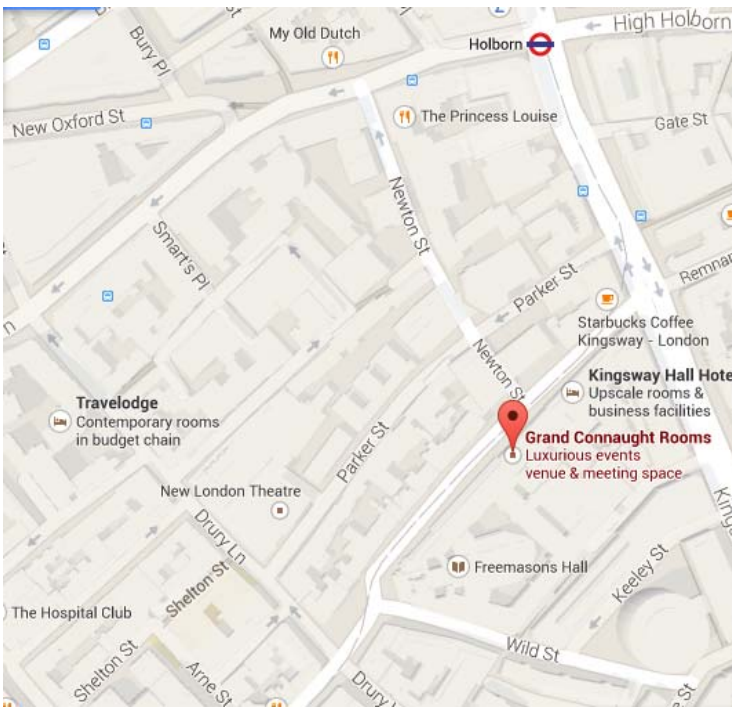 My Old Dutch
High Holborn
Holborn
Bury Pl
New Oxford St
The Princess Louise
Gate St
Newton St
Smart's Pl
Parker St
Remnan
Starbucks Coffee
Kingsway - London
Newton St
Kingsway Hall Hote
Upscale rooms &
business facilities
Travelodge
Contemporary rooms
in budget chain
Grand Connaught Rooms
Luxurious events
venue & meeting space
Parker St
New London Theatre
Kings
Drury Ln
Freemasons Hall
Keeley St
Shelton St
The Hospital Club
Wild St
Shelton St
Arne St
Drury
e St